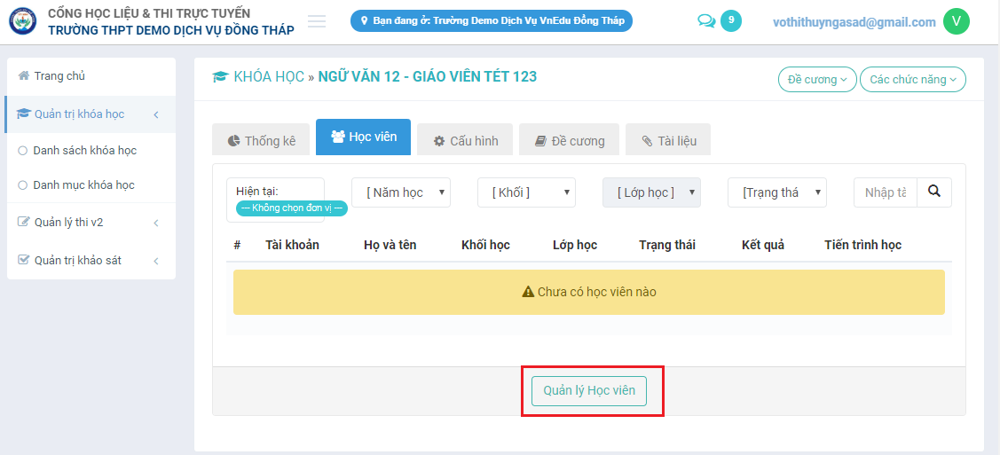 CỔNG HỌC LIỆU & THI TRỰC TUYẾN
TRƯỜNG THPT DEMO DỊCH VỤ ĐỒNG THÁP
Bạn đang ở: Trường Demo Dịch Vụ VnEdu Đồng Tháp
9
vothithuyngasad@gmail.com
V
Trang chủ
Quản trị khóa học
Danh sách khóa học
Danh mục khóa học
Quản lý thi v2
Quản trị khảo sát
KHÓA HỌC » NGỮ VĂN 12 - GIÁO VIÊN TÉT 123
Đề cương
Các chức năng
Thống kê
Học viên
Cấu hình
Đề cương
Tài liệu
Hiện tại:
— Không chọn đơn vị —
[ Năm học
[ Khối ]
[ Lớp học ]
[Trạng thá
Nhập tà
# Tài khoản Họ và tên Khối học Lớp học Trạng thái Kết quả Tiến trình học
Chưa có học viên nào
Quản lý Học viên